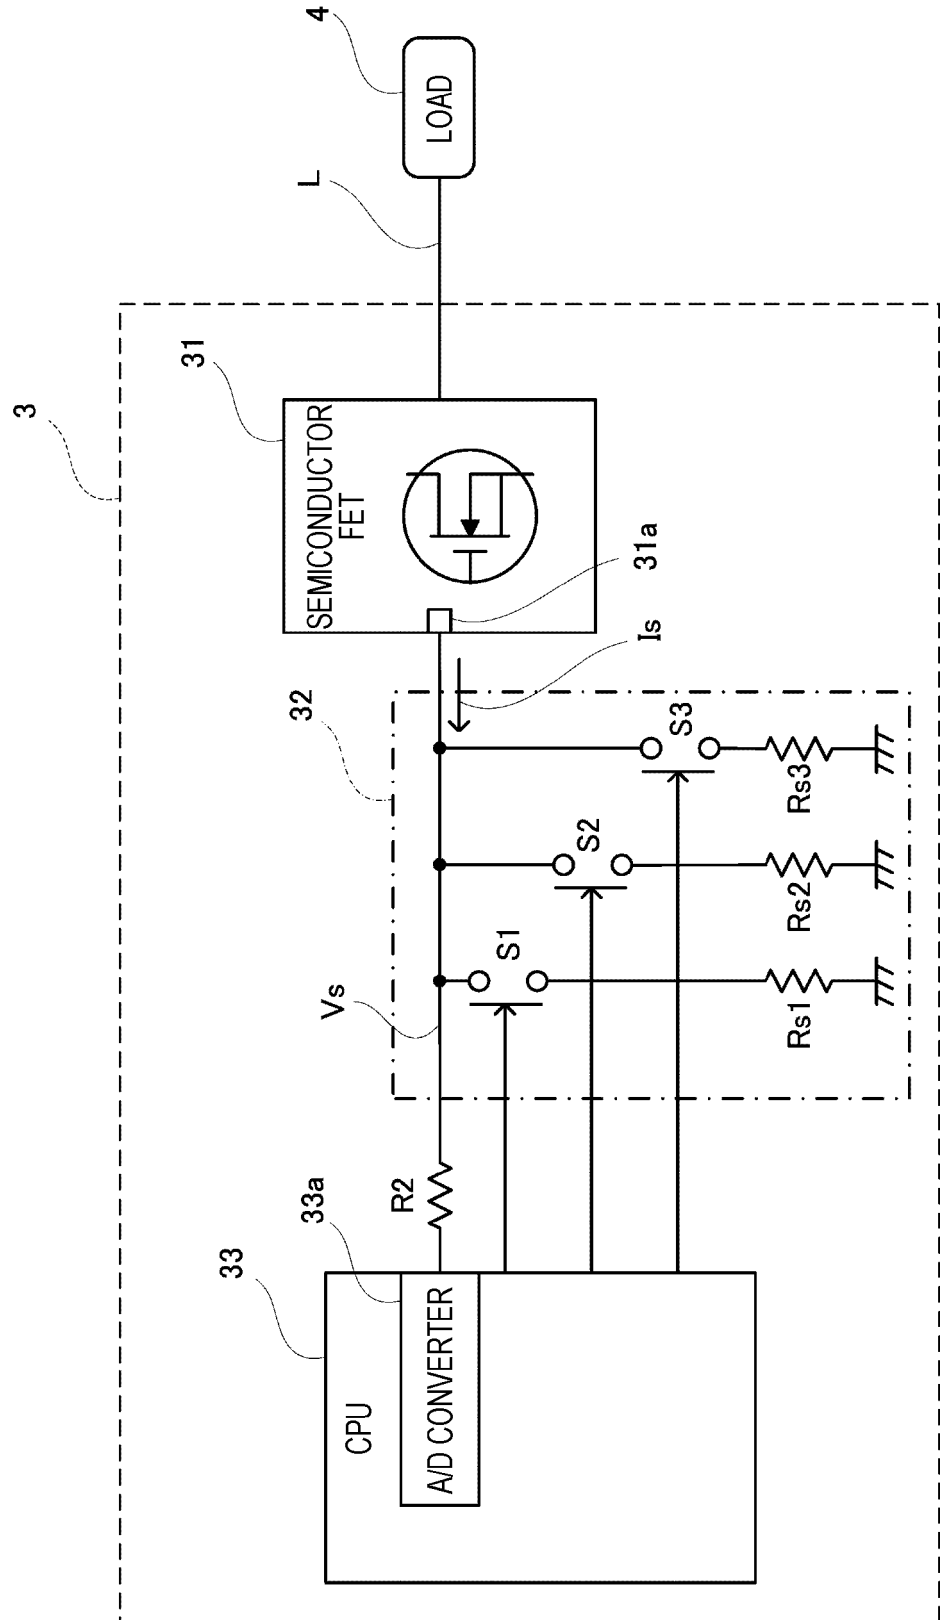 3
4
LOAD
L
31
SEMICONDUCTOR
FET
31a
Is
32
Vs
S1
S2
S3
Rs1
Rs2
Rs3
R2
33
33a
CPU
A/D CONVERTER